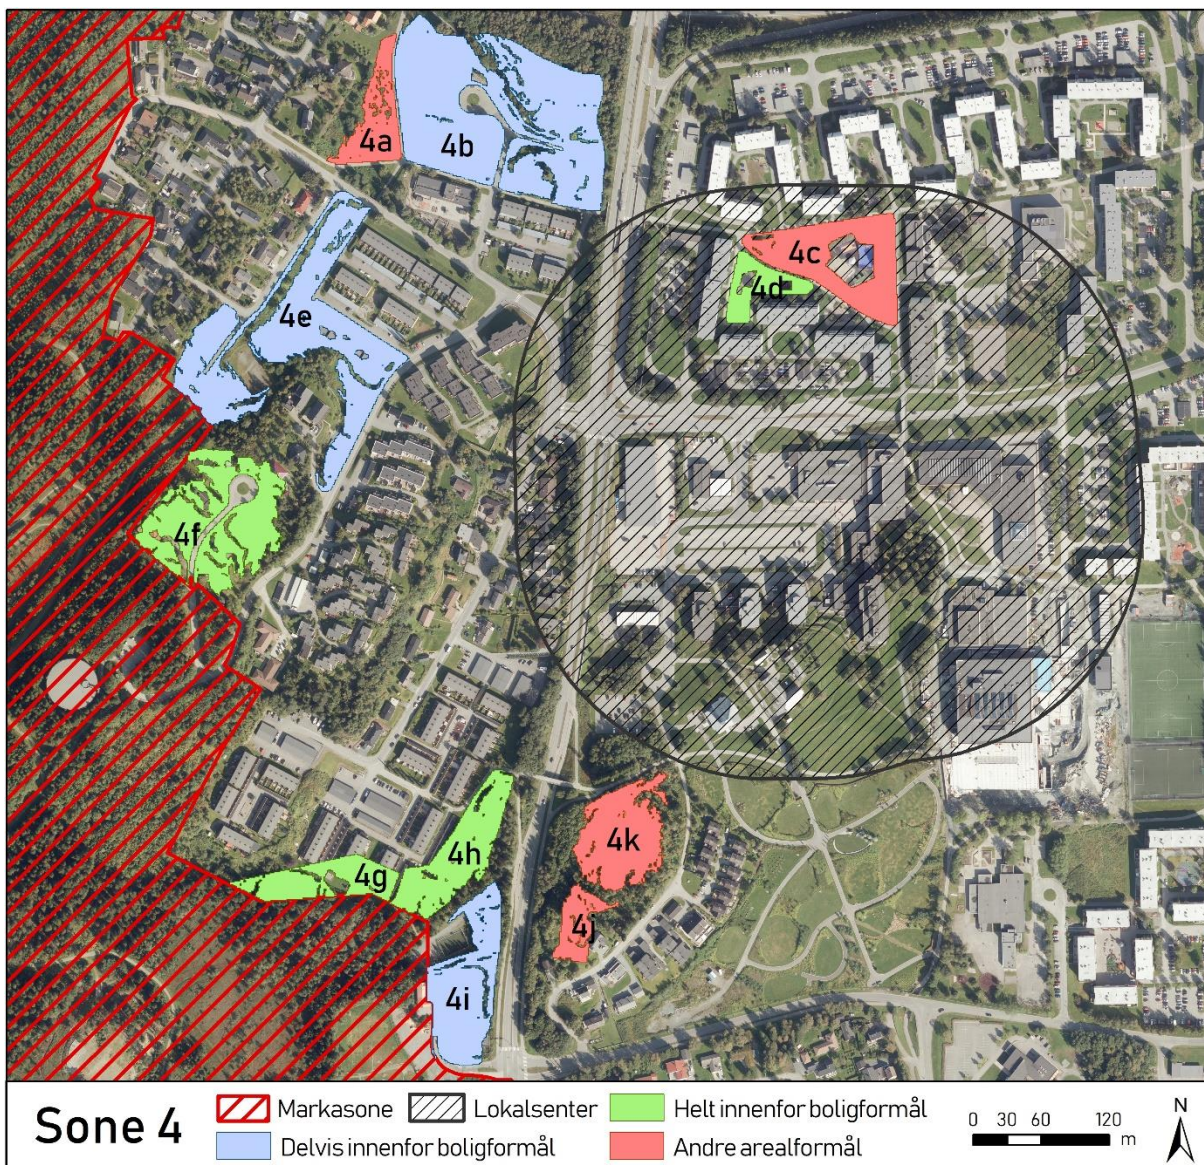 4a
4b
4c
4d
4e
4f
4g
4h
4i
4j
4k
Sone 4
Markasone
Lokalsenter
Helt innenfor boligformål
Delvis innenfor boligformål
Andre arealformål
0 30 60 120
m
N